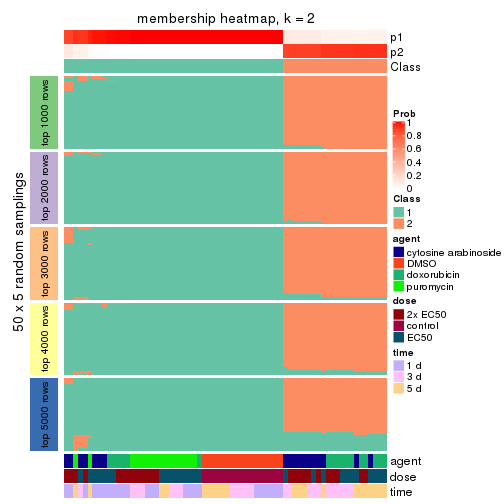 membership heatmap, k = 2
p1
p2
Class
50 x 5 random samplings
top 1000 rows
top 2000 rows
top 3000 rows
top 4000 rows
top 5000 rows
Prob
1
0.8
0.6
0.4
0.2
0
Class
1
2
agent
cytosine arabinoside
DMSO
doxorubicin
puromycin
dose
2x EC50
control
EC50
time
1 d
3 d
5 d
agent
dose
time